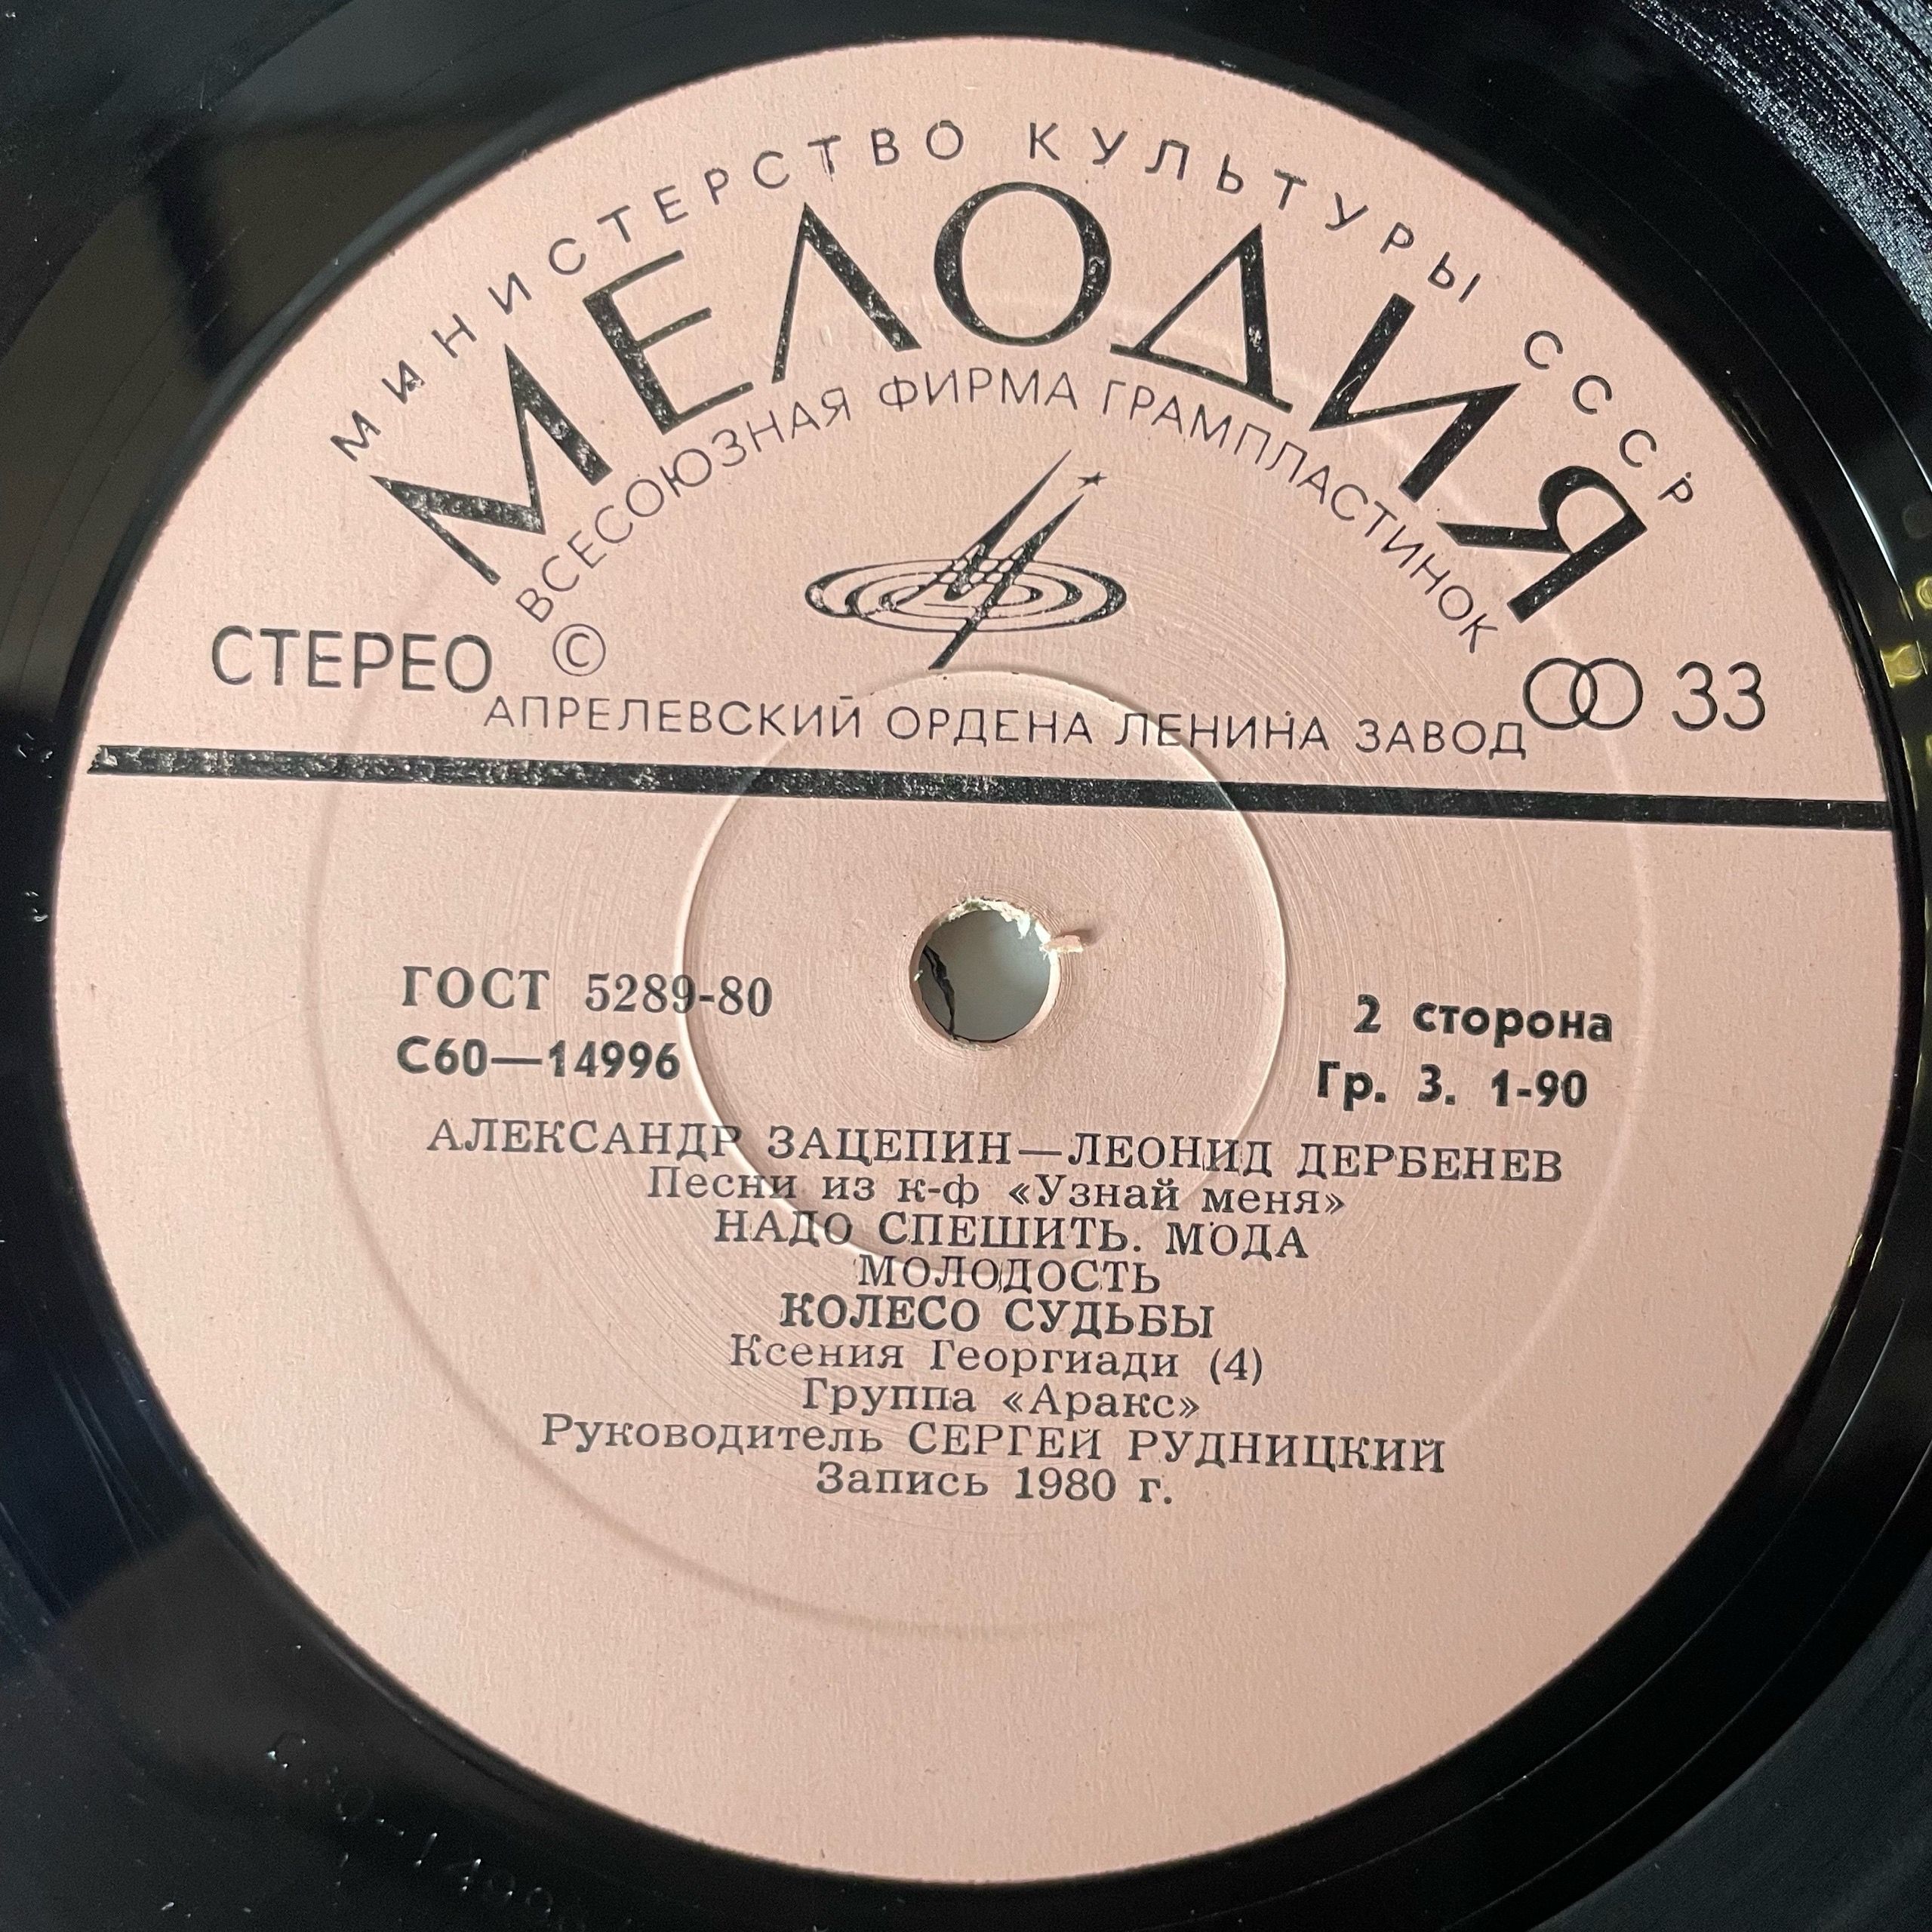 МИНИСТЕРСТВО КУЛЬТУРЫ СССР
МЕЛОДИЯ
ВСЕСОЮЗНАЯ ФИРМА ГРАМПЛАСТИНОК
СТЕРЕО ©
33
АПРЕЛЕВСКИЙ ОРДЕНА ЛЕНИНА ЗАВОД
ГОСТ 5289-80
2 сторона
С60—14996
Гр. 3. 1-90
АЛЕКСАНДР ЗАЦЕПИН—ЛЕОНИД ДЕРБЕНЕВ
Песни из к-ф «Узнай меня»
НАДО СПЕШИТЬ. МОДА
МОЛОДОСТЬ
КОЛЕСО СУДЬБЫ
Ксения Георгиади (4)
Группа «Аракс»
Руководитель СЕРГЕЙ РУДНИЦКИЙ
Запись 1980 г.